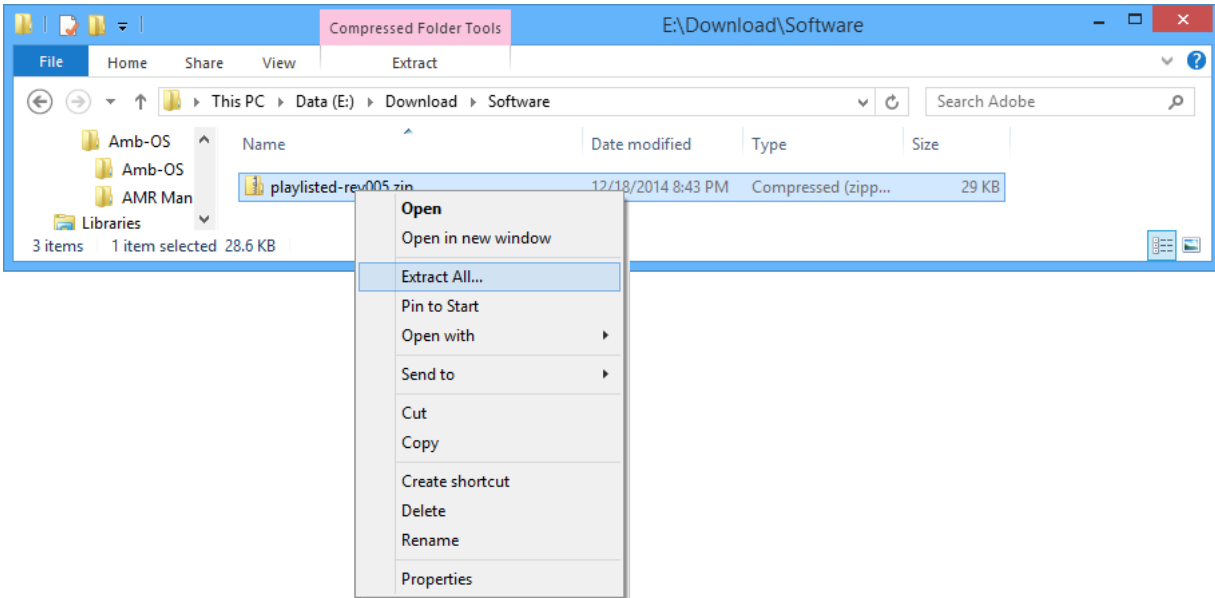 Compressed Folder Tools
E:\Download\Software
File Home Share View Extract
This PC Data (E:) Download Software
Search Adobe
Amb-OS
Amb-OS
AMR Man
Libraries
Name Date modified Type Size
playlisted-rev005.zip 12/18/2014 8:43 PM Compressed (zipp... 29 KB
3 items 1 item selected 28.6 KB
Open
Open in new window
Extract All...
Pin to Start
Open with
Send to
Cut
Copy
Create shortcut
Delete
Rename
Properties